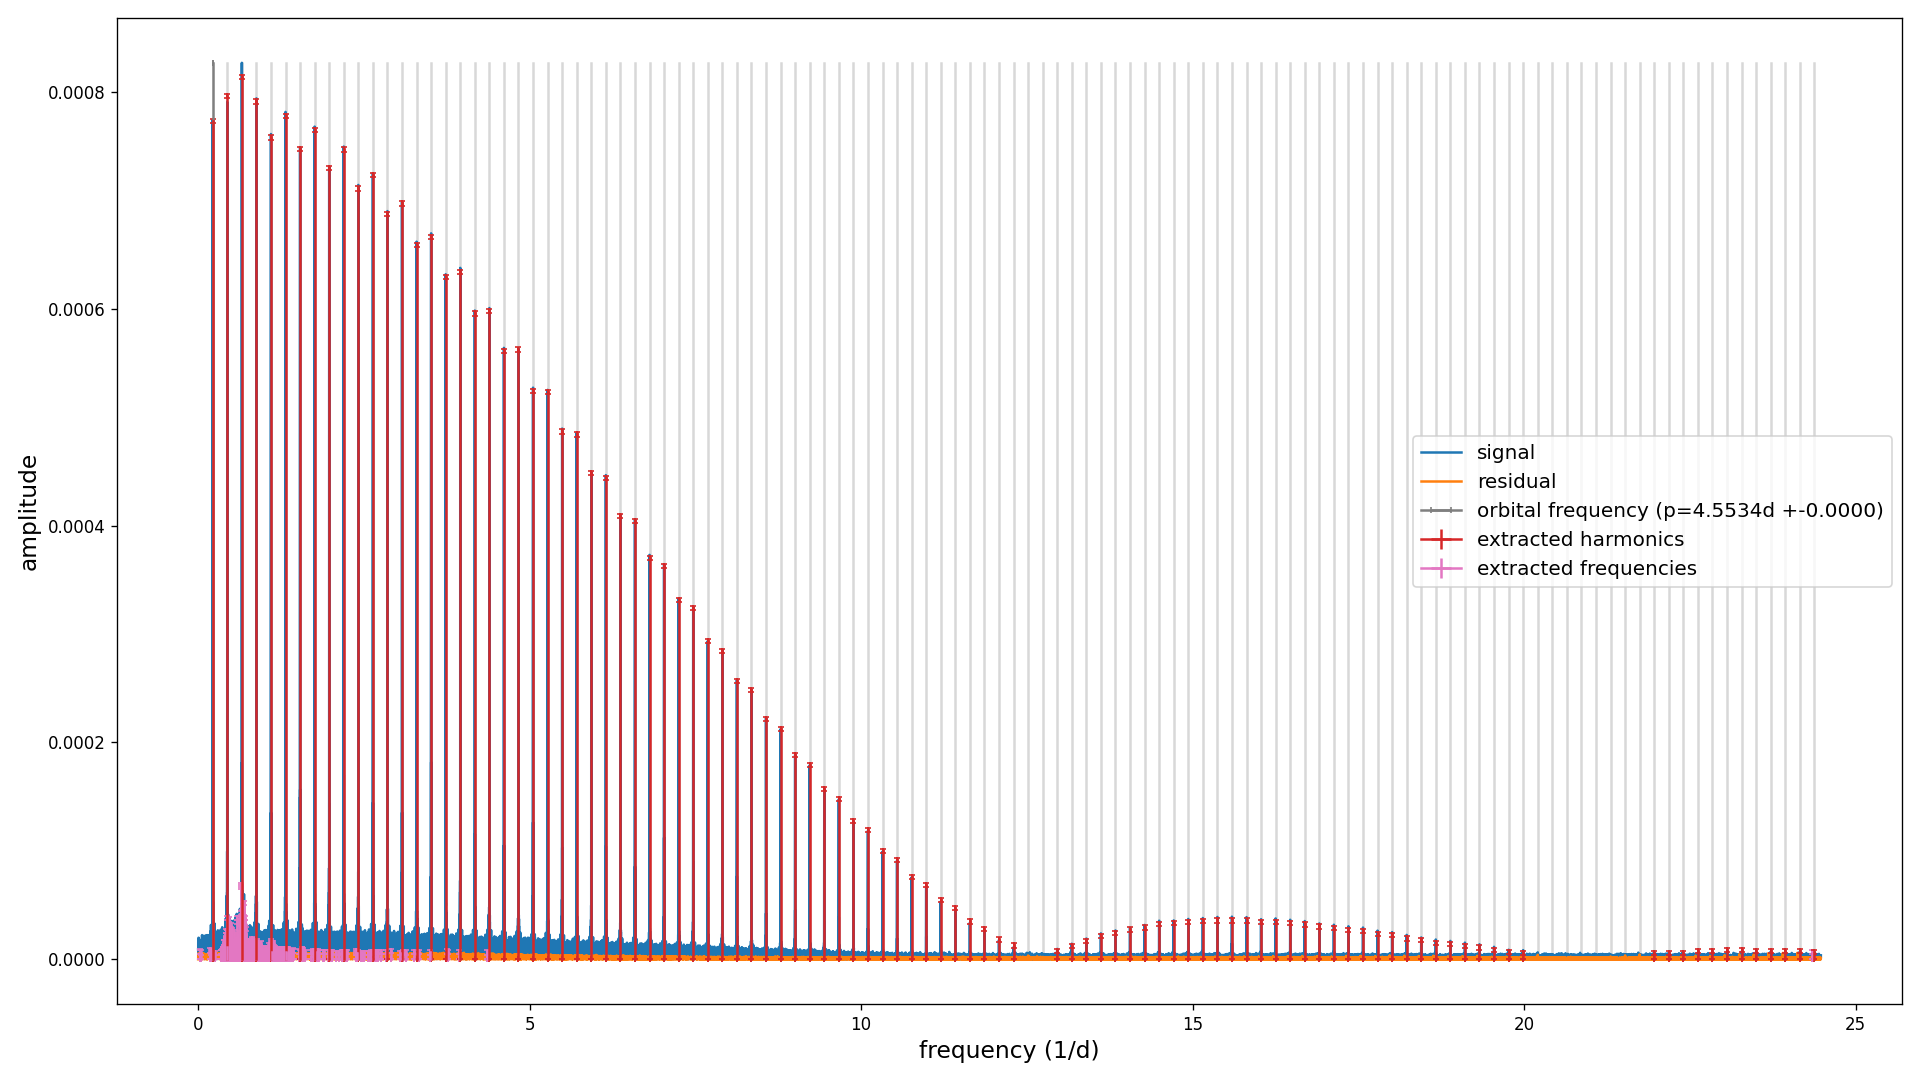 0.0008
0.0006
0.0004
0.0002
0.0000
amplitude
signal
residual
orbital frequency (p=4.5534d +-0.0000)
extracted harmonics
extracted frequencies
0 5 10 15 20 25
frequency (1/d)